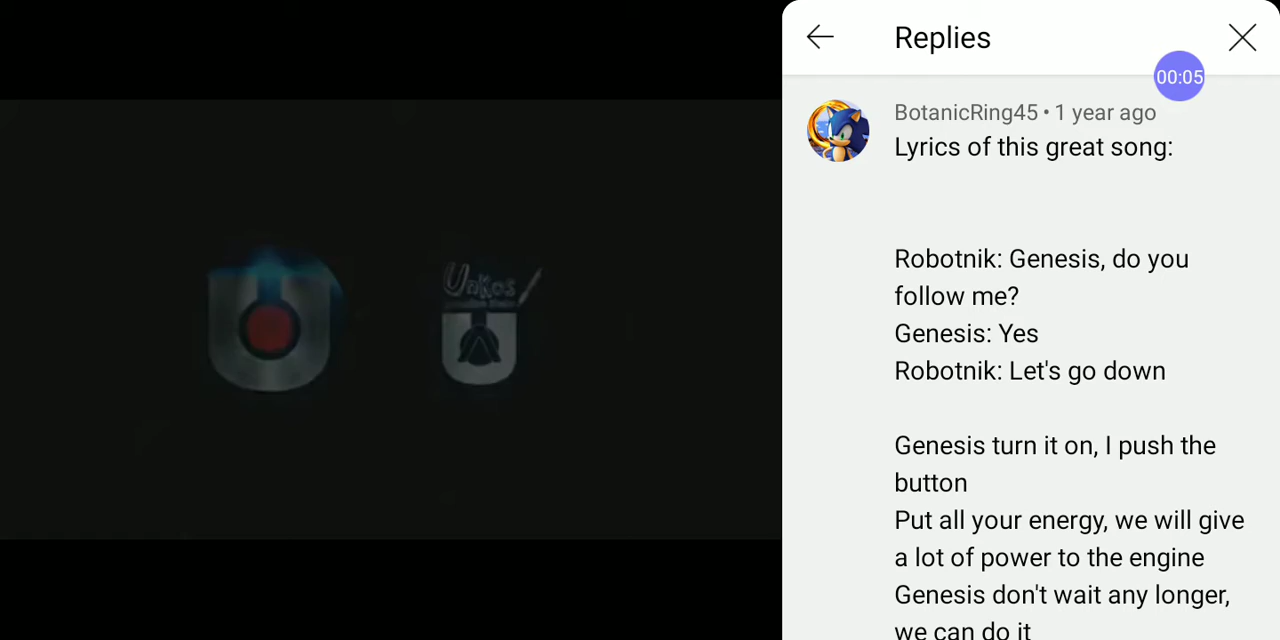 Replies
00:05
BotanicRing45 • 1 year ago
Lyrics of this great song:
Robotnik: Genesis, do you
follow me?
Genesis: Yes
Robotnik: Let's go down
Genesis turn it on, I push the
button
Put all your energy, we will give
a lot of power to the engine
Genesis don't wait any longer,
we can do it
Unkos